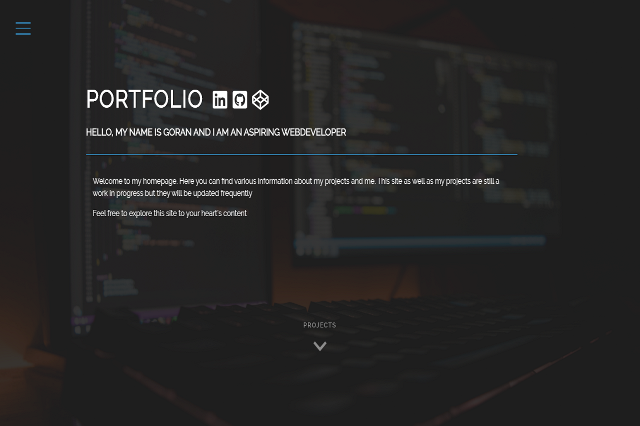 PORTFOLIO
HELLO, MY NAME IS GORAN AND I AM AN ASPIRING WEBDEVELOPER
Welcome to my homepage. Here you can find various information about my projects and me. This site as well as my projects are still a
work in progress but they will be updated frequently
Feel free to explore this site to your heart's content
PROJECTS